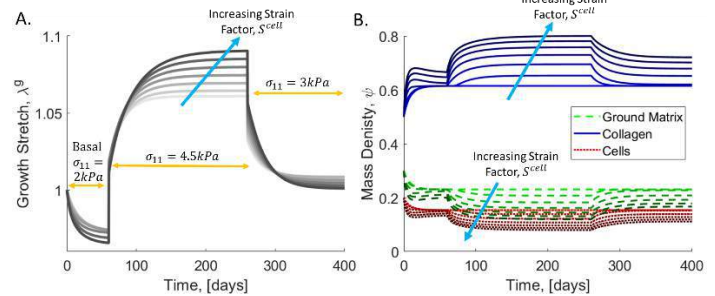 A.
Increasing Strain
Factor, S^cell
1.1
1.05
1
Growth Stretch, λ^g
σ₁₁ = 3kPa
Basal
σ₁₁ =
2kPa
σ₁₁ = 4.5kPa
0 100 200 300 400
Time, [days]
B.
Increasing Strain
Factor, S^cell
0.8
0.6
0.4
0.2
0
Mass Denisty, ψ
Ground Matrix
Collagen
Cells
Increasing Strain
Factor, S^cell
0 100 200 300 400
Time, [days]